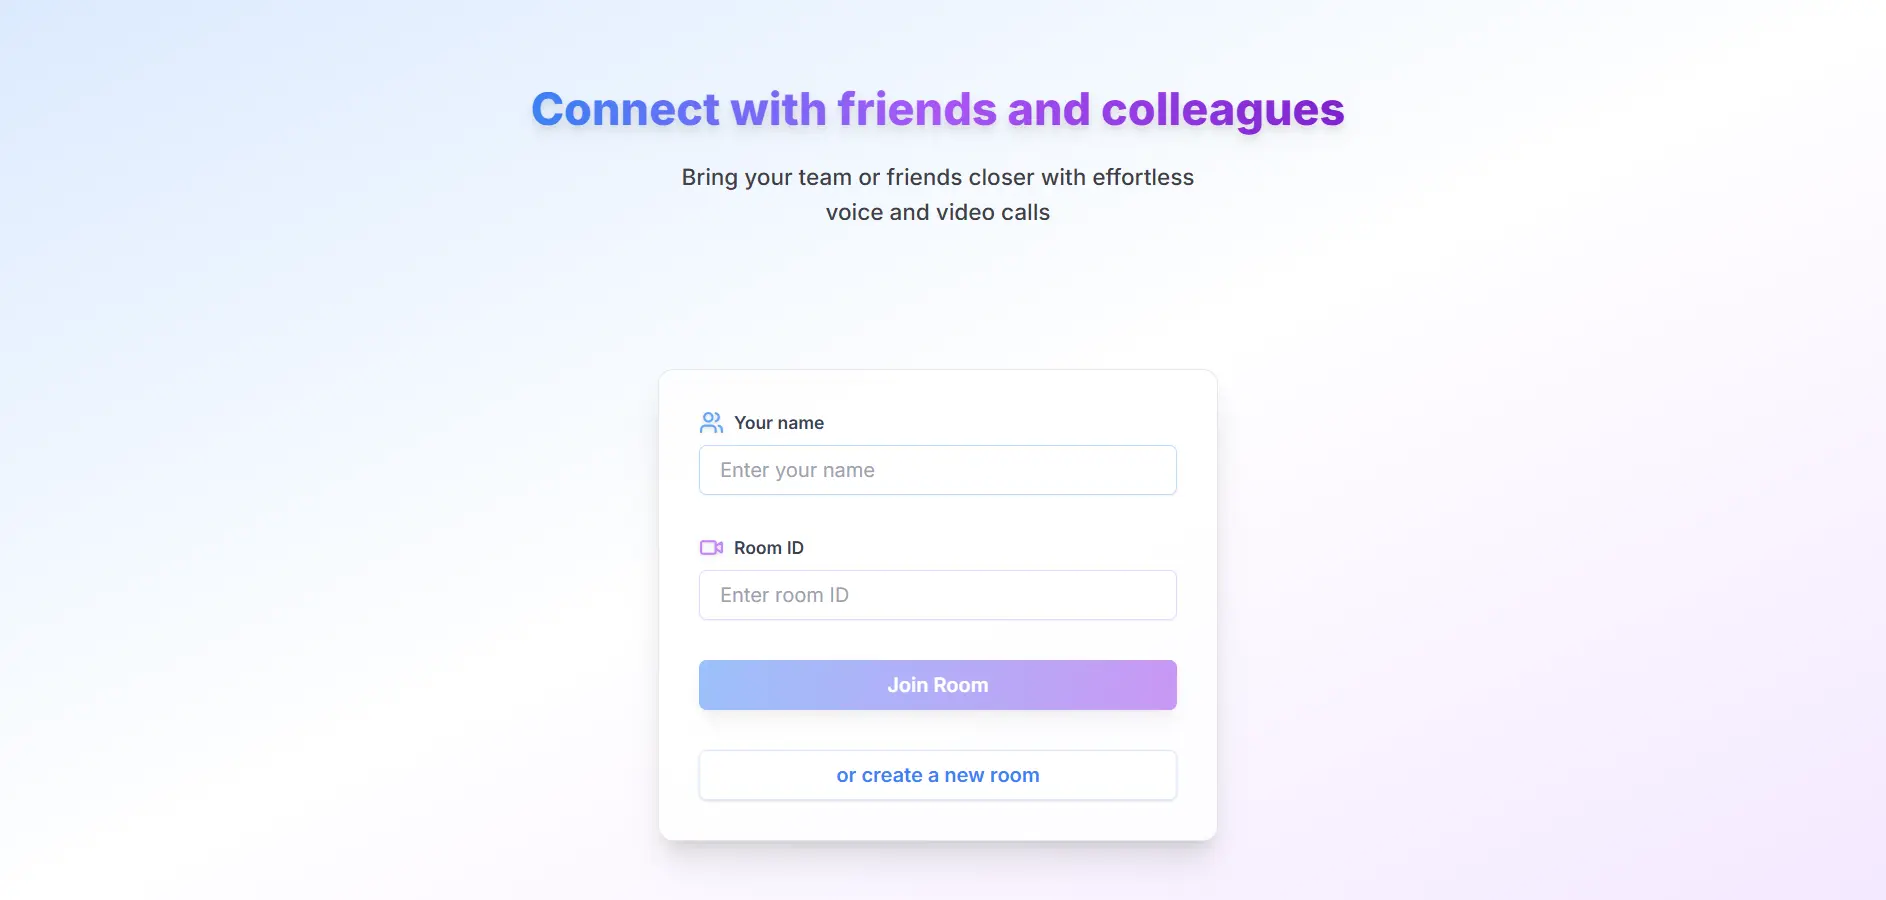 Connect with friends and colleagues
Bring your team or friends closer with effortless
voice and video calls
Your name
Enter your name
Room ID
Enter room ID
Join Room
or create a new room